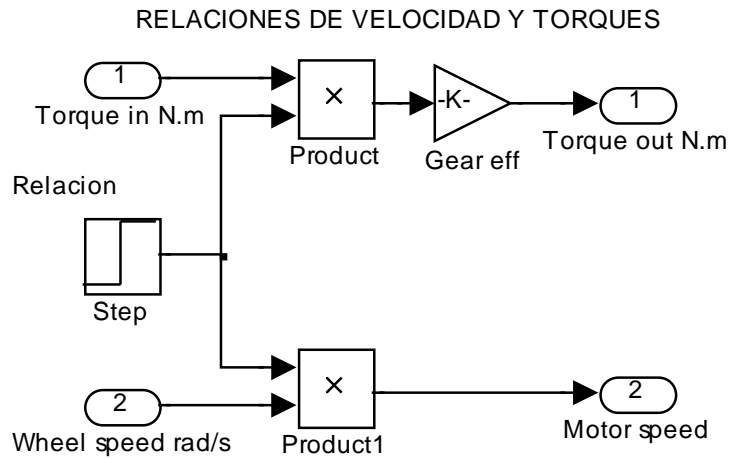 RELACIONES DE VELOCIDAD Y TORQUES
1
Torque in N.m
×
Product
-K-
Gear eff
1
Torque out N.m
Relacion
Step
2
Wheel speed rad/s
×
Product1
2
Motor speed